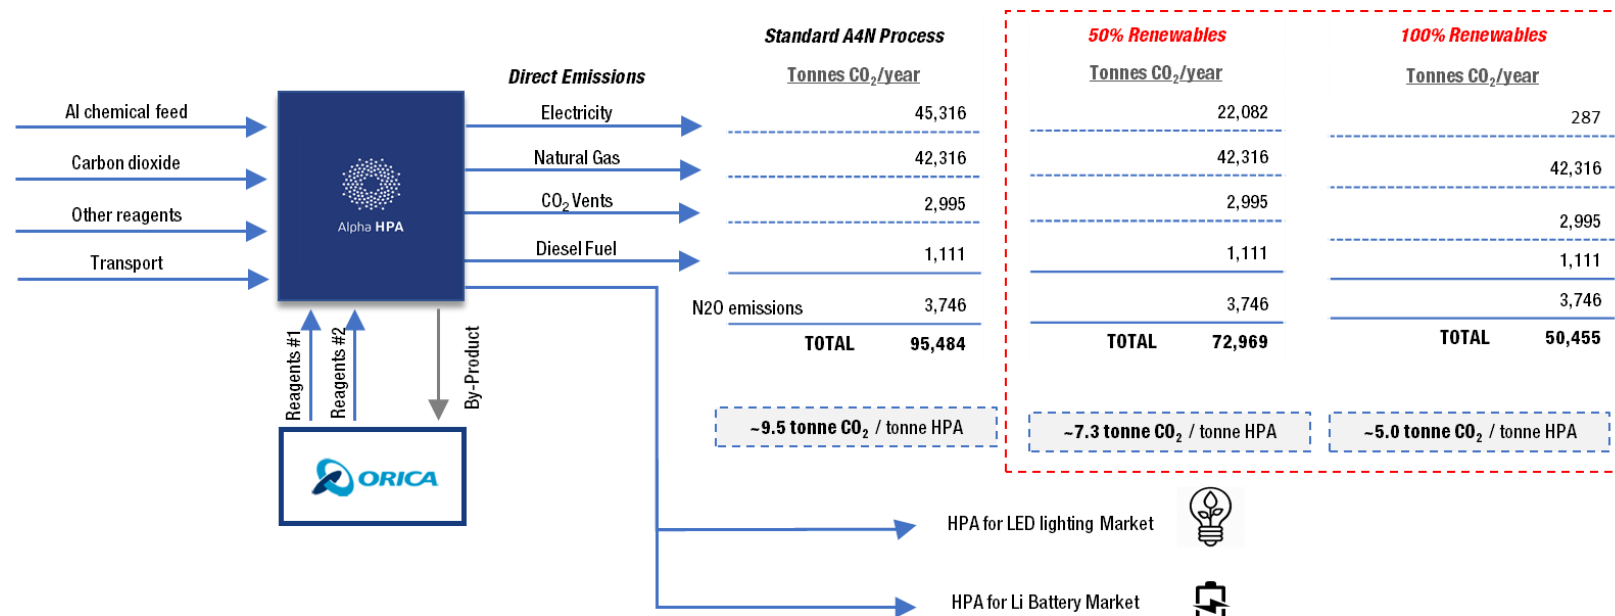 Standard A4N Process
50% Renewables
100% Renewables
Direct Emissions
Tonnes CO₂/year
Tonnes CO₂/year
Tonnes CO₂/year
Al chemical feed
Electricity
45,316
22,082
287
Carbon dioxide
Natural Gas
42,316
42,316
42,316
Other reagents
CO₂ Vents
2,995
2,995
2,995
Transport
Diesel Fuel
1,111
1,111
1,111
Alpha HPA
N2O emissions
3,746
3,746
3,746
TOTAL 95,484
TOTAL 72,969
TOTAL 50,455
Reagents #1
Reagents #2
By-Product
ORICA
~9.5 tonne CO₂ / tonne HPA
~7.3 tonne CO₂ / tonne HPA
~5.0 tonne CO₂ / tonne HPA
HPA for LED lighting Market
HPA for Li Battery Market